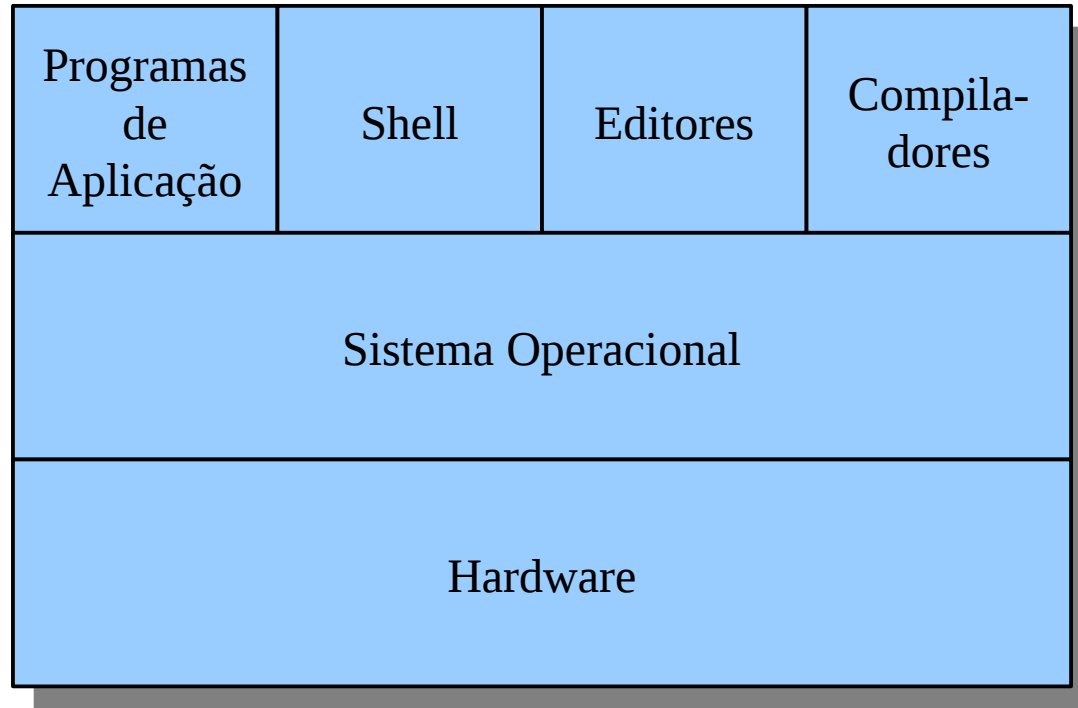 Programas
de
Aplicação
Shell
Editores
Compila-
dores
Sistema Operacional
Hardware